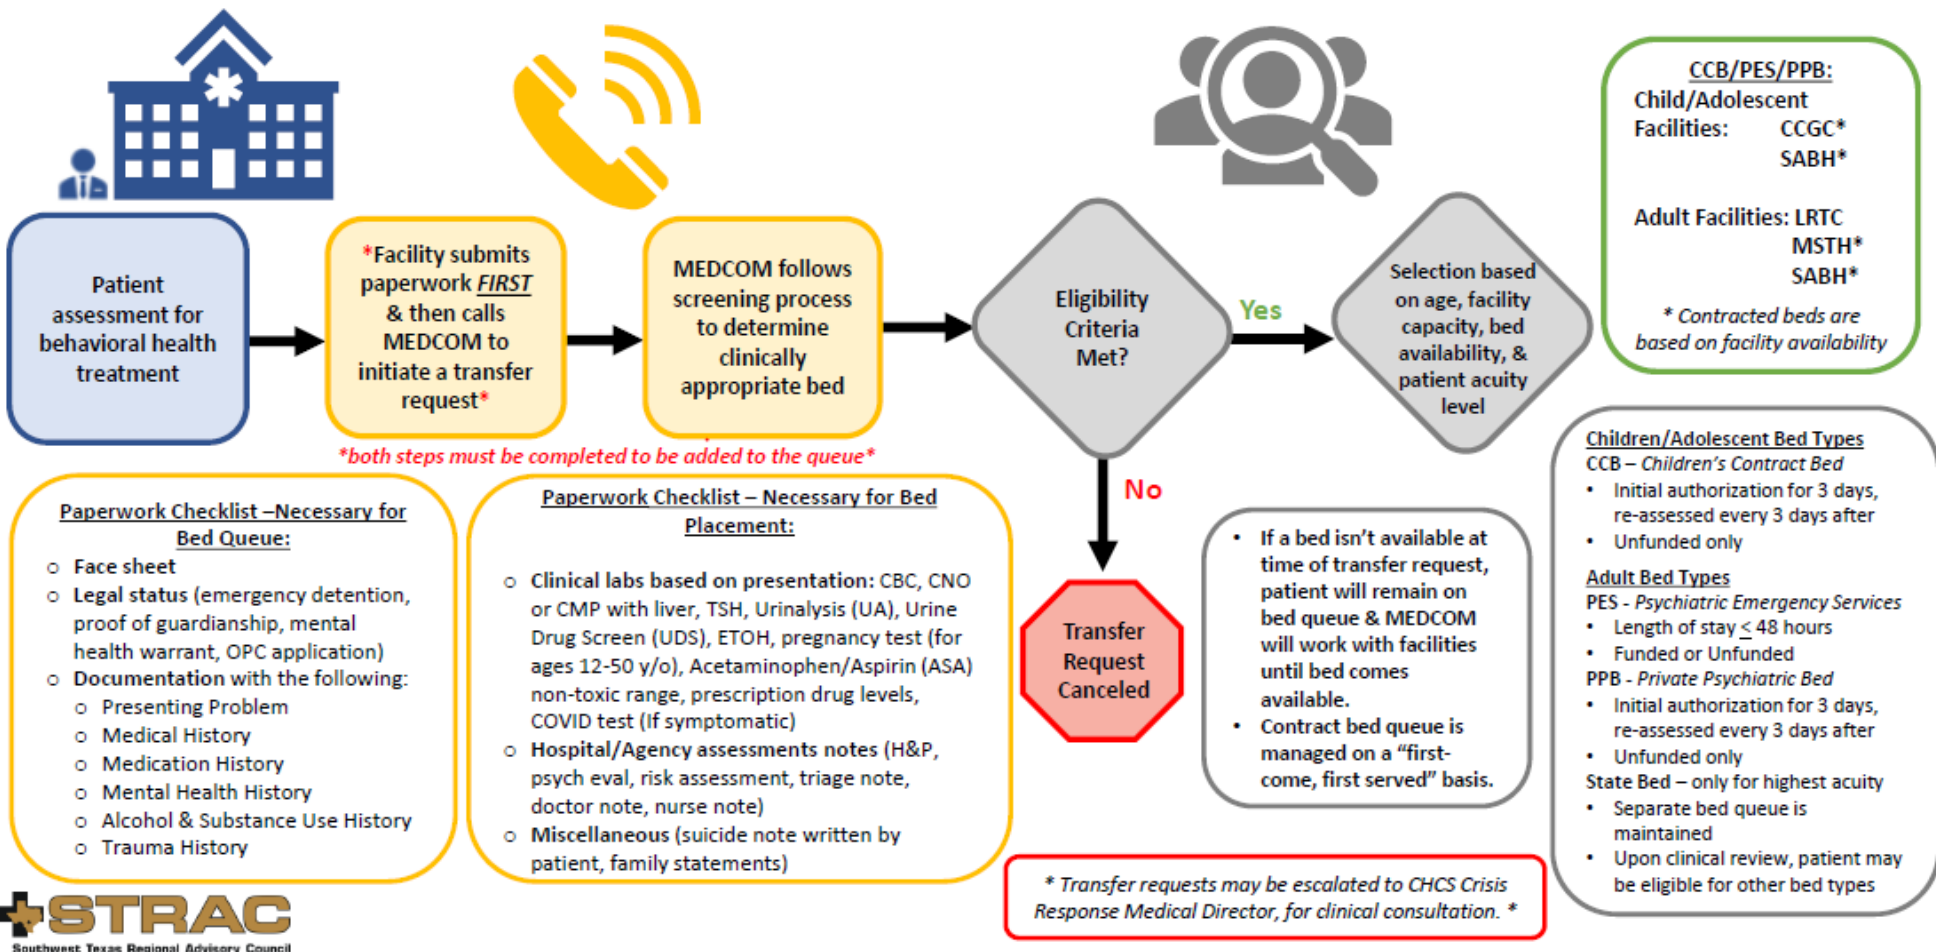 Patient
assessment for
behavioral health
treatment
*Facility submits
paperwork FIRST
& then calls
MEDCOM to
initiate a transfer
request*
MEDCOM follows
screening process
to determine
clinically
appropriate bed
*both steps must be completed to be added to the queue*
Eligibility
Criteria
Met?
Yes
No
Selection based
on age, facility
capacity, bed
availability, &
patient acuity
level
Transfer
Request
Canceled
CCB/PES/PPB:
Child/Adolescent
Facilities: CCGC*
SABH*
Adult Facilities: LRTC
MSTH*
SABH*
* Contracted beds are
based on facility availability
Paperwork Checklist –Necessary for
Bed Queue:
o Face sheet
o Legal status (emergency detention,
proof of guardianship, mental
health warrant, OPC application)
o Documentation with the following:
o Presenting Problem
o Medical History
o Medication History
o Mental Health History
o Alcohol & Substance Use History
o Trauma History
Paperwork Checklist – Necessary for Bed
Placement:
o Clinical labs based on presentation: CBC, CNO
or CMP with liver, TSH, Urinalysis (UA), Urine
Drug Screen (UDS), ETOH, pregnancy test (for
ages 12-50 y/o), Acetaminophen/Aspirin (ASA)
non-toxic range, prescription drug levels,
COVID test (If symptomatic)
o Hospital/Agency assessments notes (H&P,
psych eval, risk assessment, triage note,
doctor note, nurse note)
o Miscellaneous (suicide note written by
patient, family statements)
• If a bed isn't available at
time of transfer request,
patient will remain on
bed queue & MEDCOM
will work with facilities
until bed comes
available.
• Contract bed queue is
managed on a "first-
come, first served" basis.
Children/Adolescent Bed Types
CCB – Children's Contract Bed
• Initial authorization for 3 days,
re-assessed every 3 days after
• Unfunded only
Adult Bed Types
PES - Psychiatric Emergency Services
• Length of stay ≤ 48 hours
• Funded or Unfunded
PPB - Private Psychiatric Bed
• Initial authorization for 3 days,
re-assessed every 3 days after
• Unfunded only
State Bed – only for highest acuity
• Separate bed queue is
maintained
• Upon clinical review, patient may
be eligible for other bed types
* Transfer requests may be escalated to CHCS Crisis
Response Medical Director, for clinical consultation. *
STRAC
Southwest Texas Regional Advisory Council